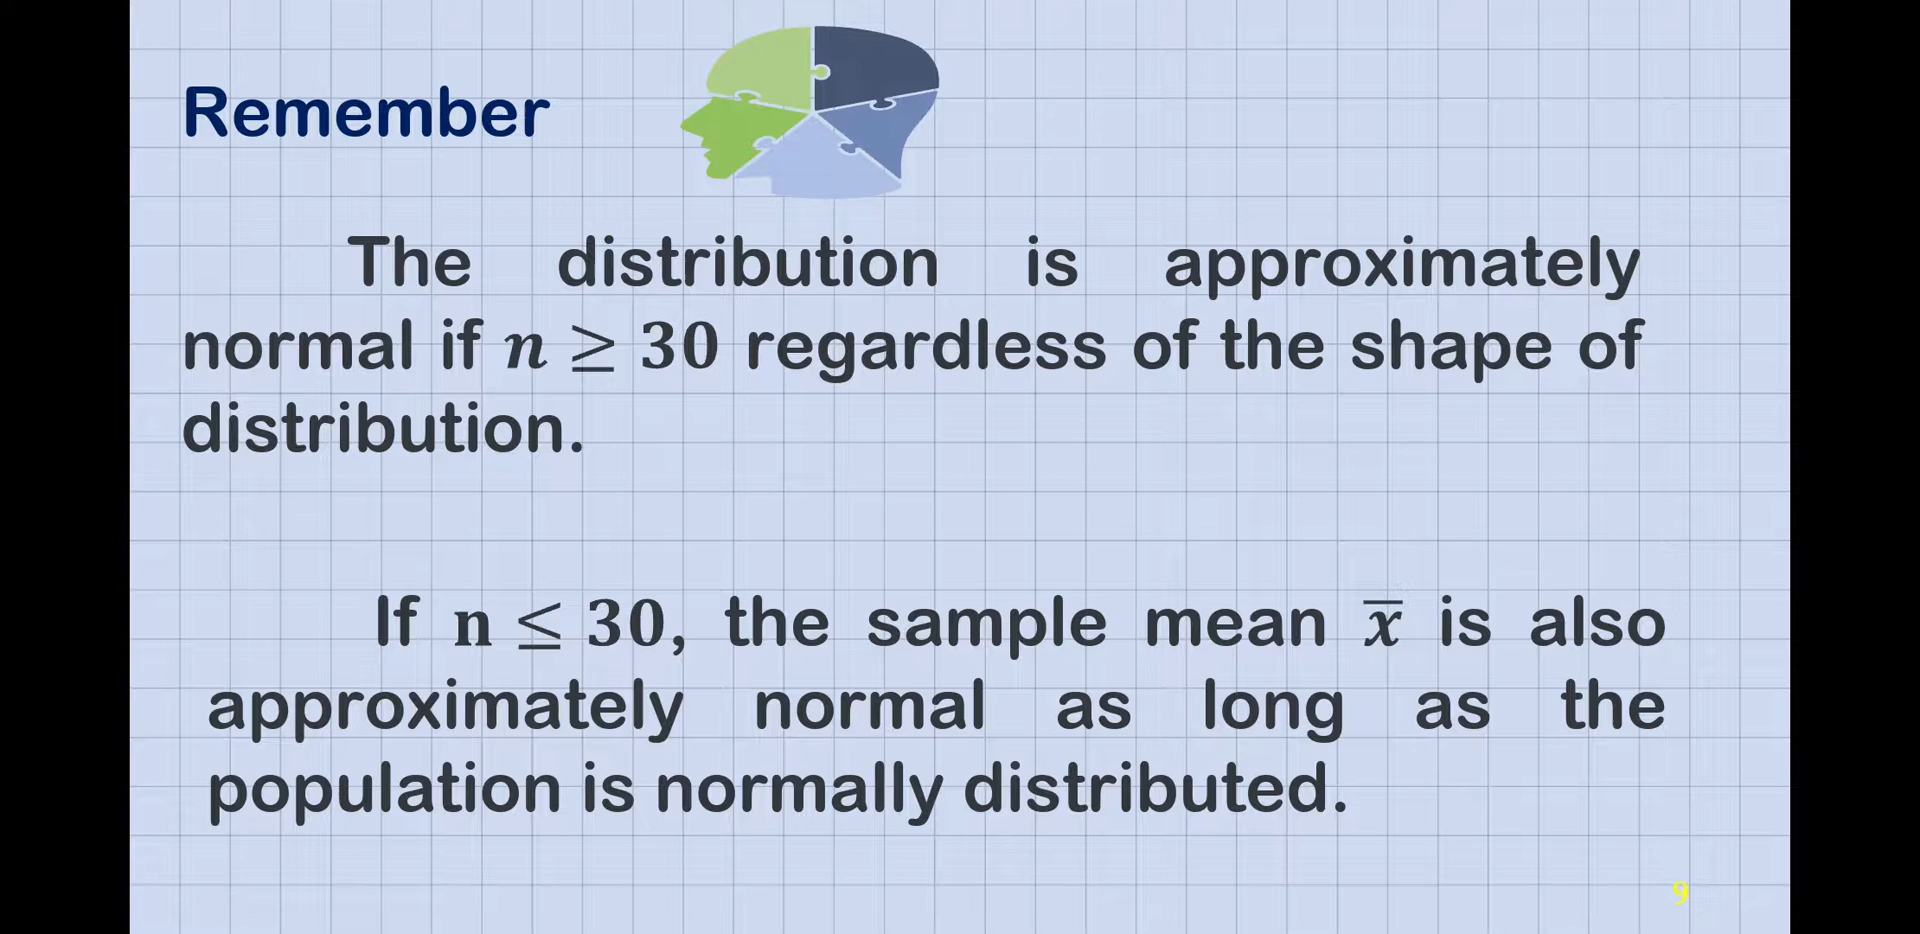 Remember
The distribution is approximately
normal if n ≥ 30 regardless of the shape of
distribution.
If n ≤ 30, the sample mean x̅ is also
approximately normal as long as the
population is normally distributed.
9